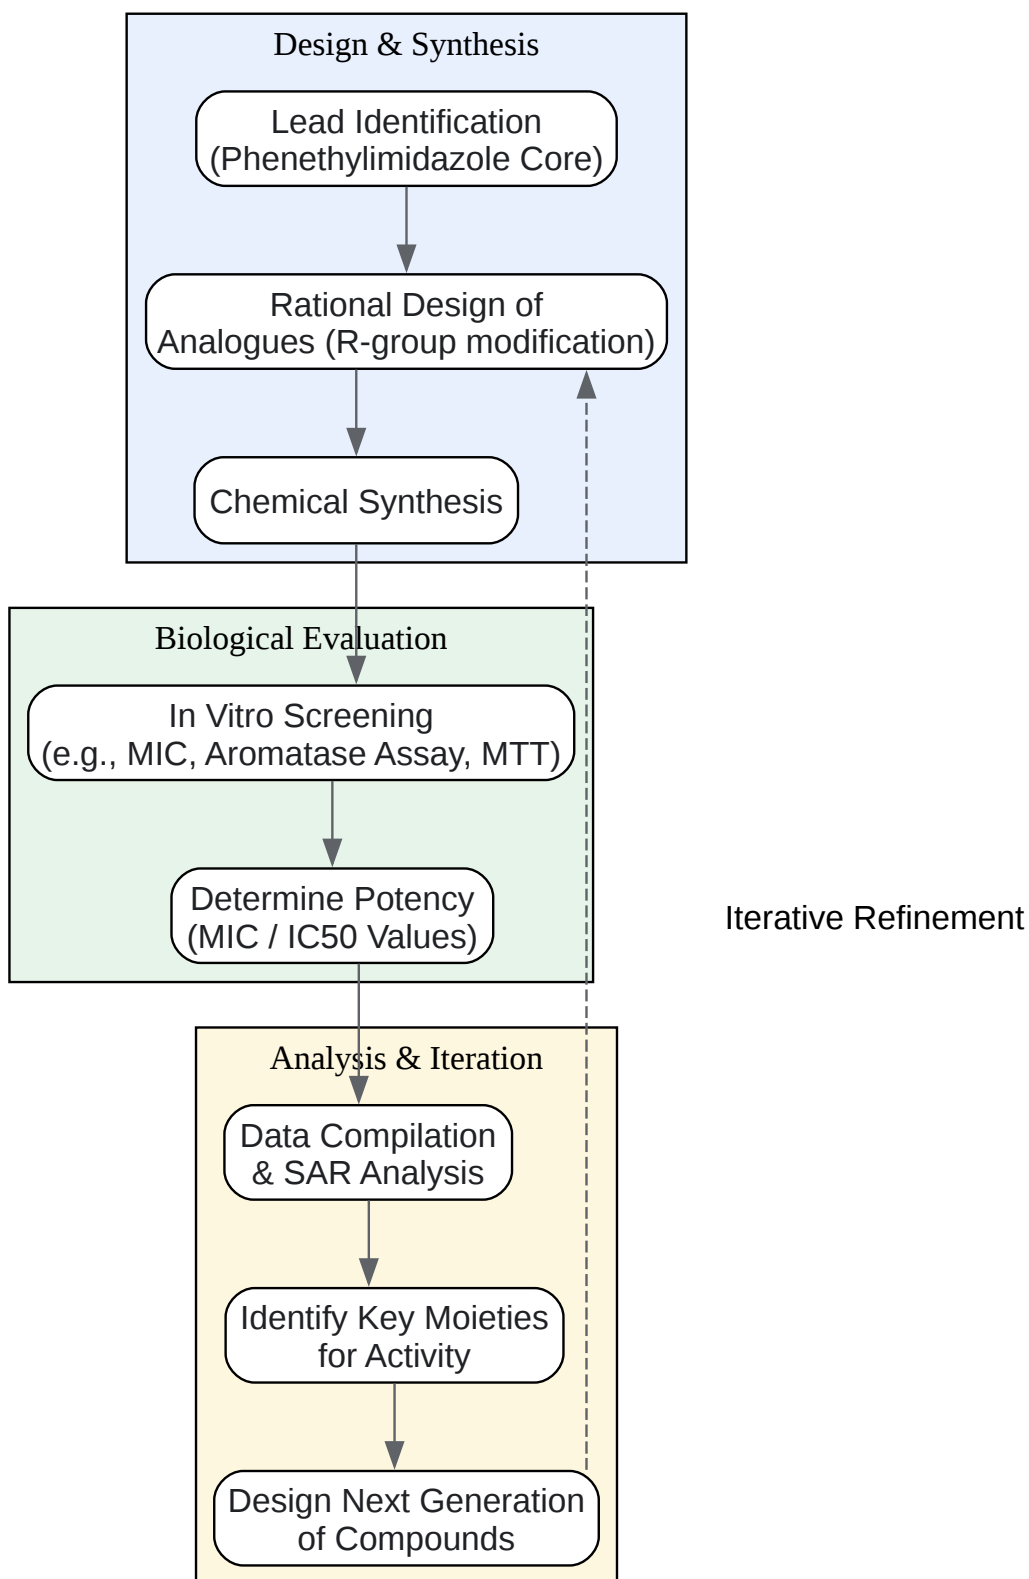 Design & Synthesis
Lead Identification
(Phenethylimidazole Core)
Rational Design of
Analogues (R-group modification)
Chemical Synthesis
Biological Evaluation
In Vitro Screening
(e.g., MIC, Aromatase Assay, MTT)
Determine Potency
(MIC / IC50 Values)
Iterative Refinement
Analysis & Iteration
Data Compilation
& SAR Analysis
Identify Key Moieties
for Activity
Design Next Generation
of Compounds